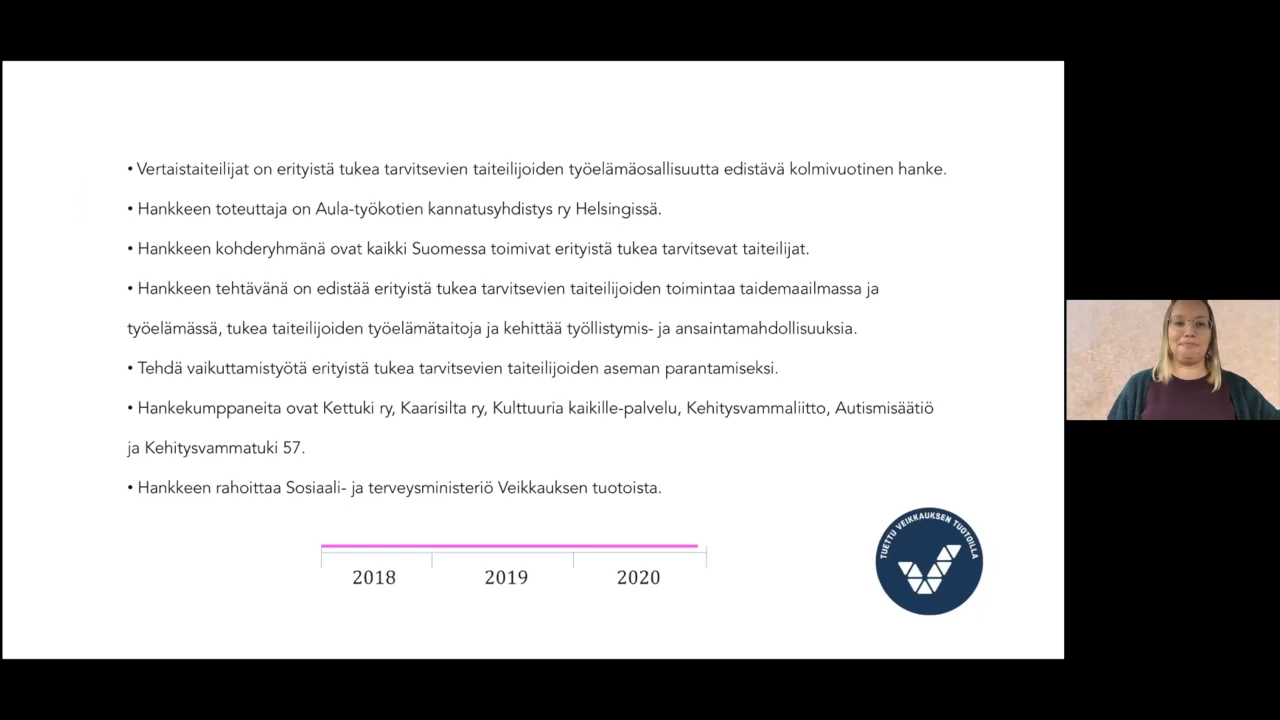 • Vertaistaiteilijat on erityistä tukea tarvitsevien taiteilijoiden työelämäosallisuutta edistävä kolmivuotinen hanke.
• Hankkeen toteuttaja on Aula-työkotien kannatusyhdistys ry Helsingissä.
• Hankkeen kohderyhmänä ovat kaikki Suomessa toimivat erityistä tukea tarvitsevat taiteilijat.
• Hankkeen tehtävänä on edistää erityistä tukea tarvitsevien taiteilijoiden toimintaa taidemaailmassa ja
työelämässä, tukea taiteilijoiden työelämätaitoja ja kehittää työllistymis- ja ansaintamahdollisuuksia.
• Tehdä vaikuttamistyötä erityistä tukea tarvitsevien taiteilijoiden aseman parantamiseksi.
• Hankekumppaneita ovat Kettuki ry, Kaarisilta ry, Kulttuuria kaikille-palvelu, Kehitysvammaliitto, Autismisäätiö
ja Kehitysvammatuki 57.
• Hankkeen rahoittaa Sosiaali- ja terveysministeriö Veikkauksen tuotoista.
2018 2019 2020
TUETTU VEIKKAUKSEN TUOTOILLA